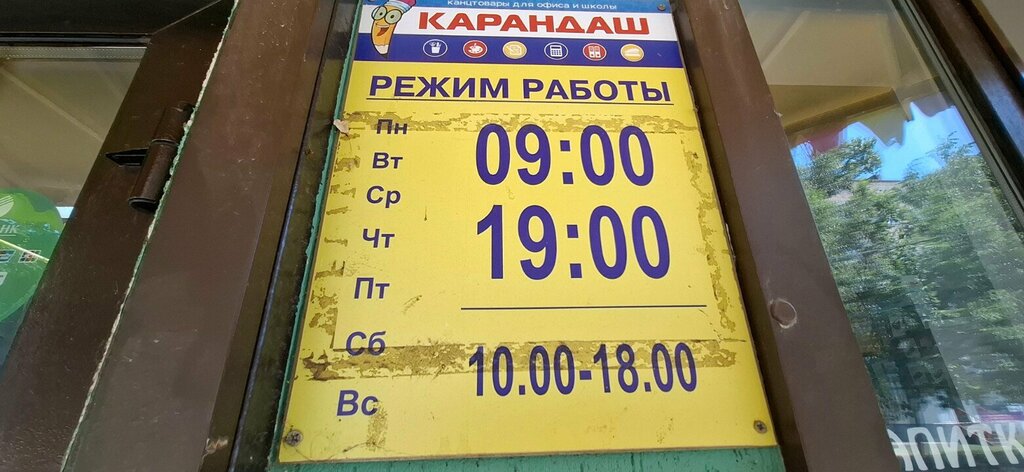 канцтовары для офиса и школы
КАРАНДАШ
РЕЖИМ РАБОТЫ
Пн
Вт
09:00
Ср
Чт
19:00
Пт
Сб
10.00-18.00
Вс